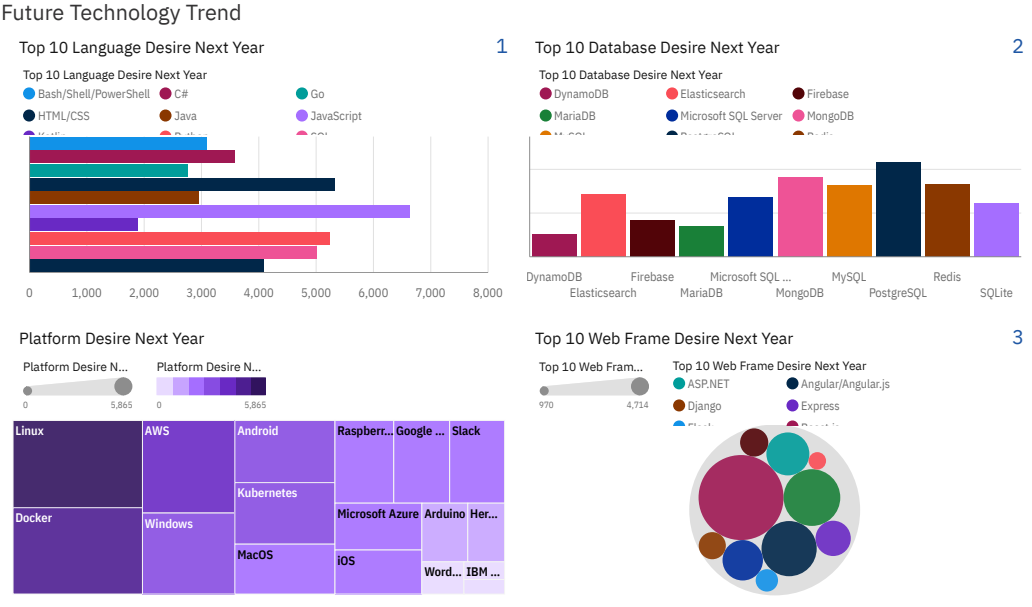 Future Technology Trend
Top 10 Language Desire Next Year
1
Top 10 Language Desire Next Year
Bash/Shell/PowerShell C# Go
HTML/CSS Java JavaScript
0 1,000 2,000 3,000 4,000 5,000 6,000 7,000 8,000
Top 10 Database Desire Next Year
2
Top 10 Database Desire Next Year
DynamoDB Elasticsearch Firebase
MariaDB Microsoft SQL Server MongoDB
DynamoDB Firebase Microsoft SQL ... MySQL Redis
Elasticsearch MariaDB MongoDB PostgreSQL SQLite
Platform Desire Next Year
Platform Desire N... Platform Desire N...
0 5,865 0 5,865
Linux AWS Android Raspberr... Google ... Slack
Kubernetes
Docker Windows Microsoft Azure Arduino Her...
MacOS iOS Word... IBM ...
Top 10 Web Frame Desire Next Year
3
Top 10 Web Fram... Top 10 Web Frame Desire Next Year
970 4,714
ASP.NET Angular/Angular.js
Django Express